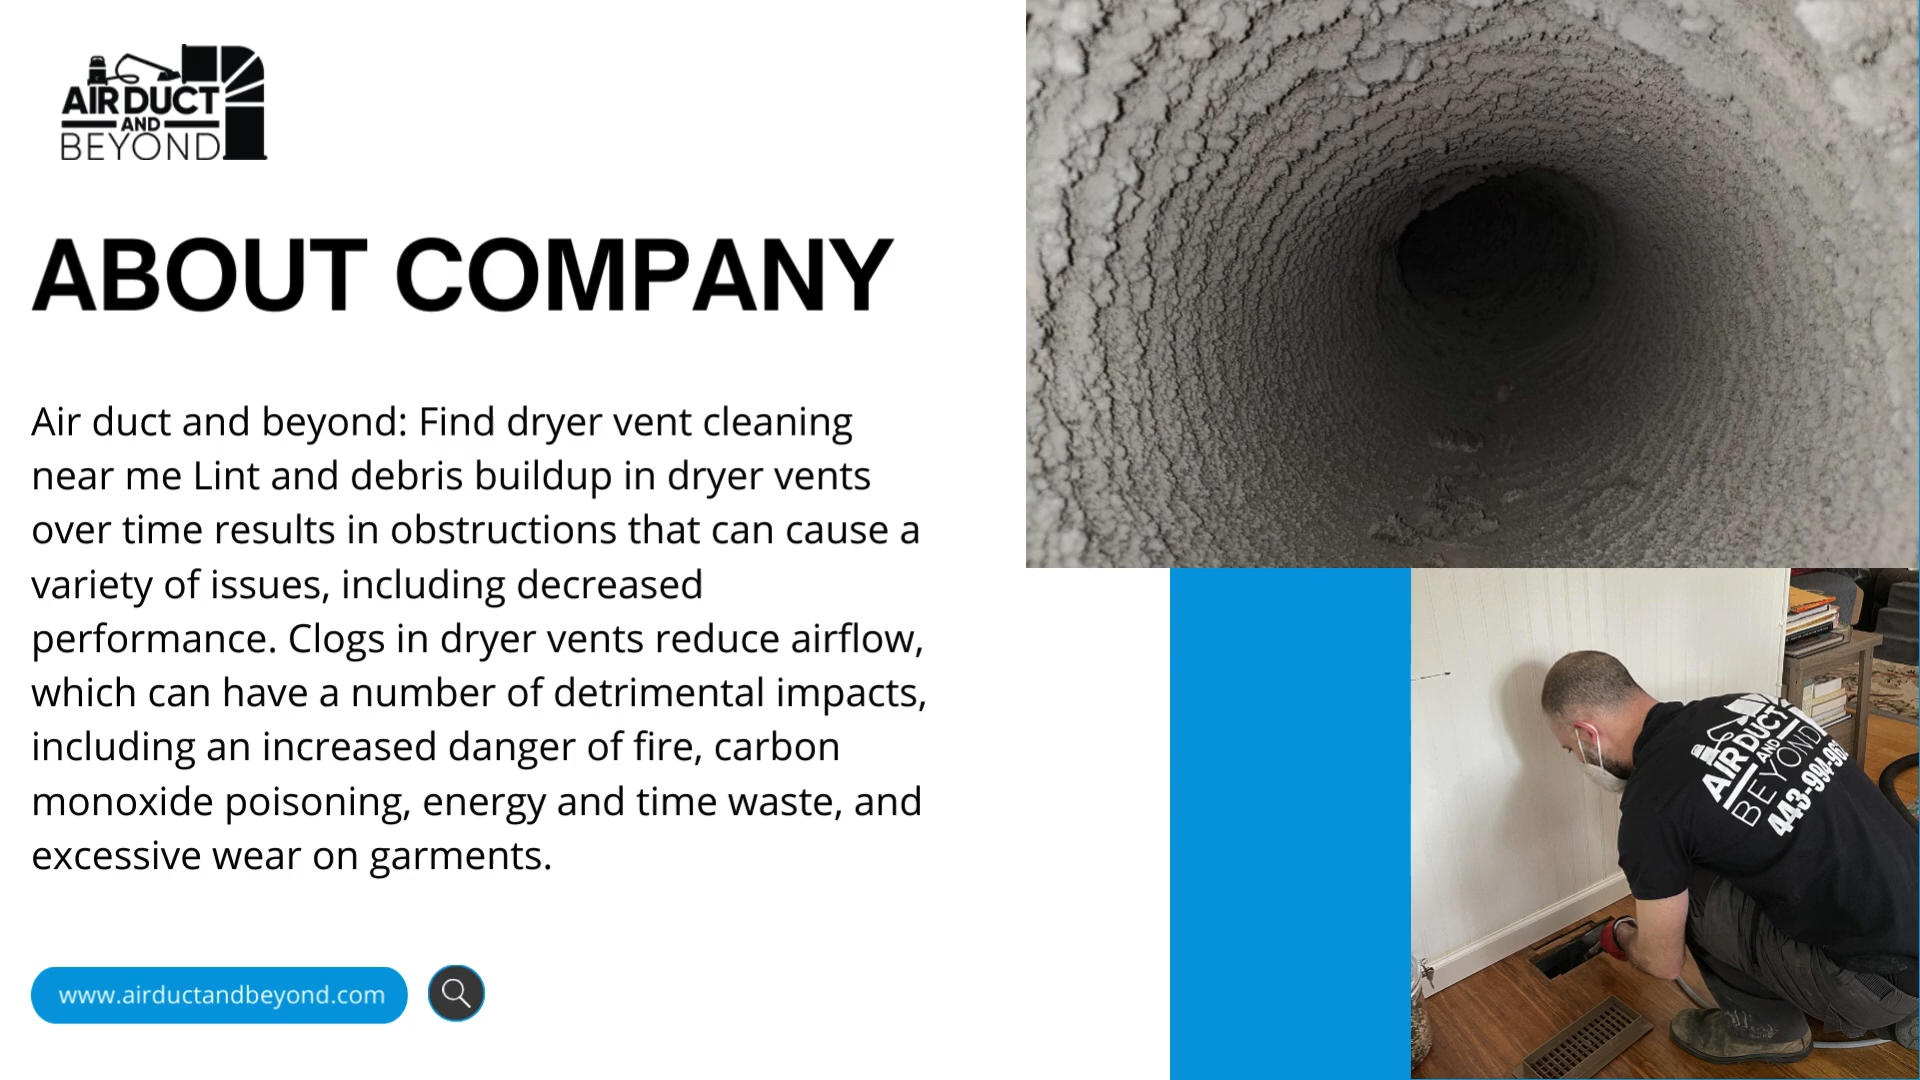 AIR DUCT
AND
BEYOND
ABOUT COMPANY
Air duct and beyond: Find dryer vent cleaning
near me Lint and debris buildup in dryer vents
over time results in obstructions that can cause a
variety of issues, including decreased
performance. Clogs in dryer vents reduce airflow,
which can have a number of detrimental impacts,
including an increased danger of fire, carbon
monoxide poisoning, energy and time waste, and
excessive wear on garments.
www.airductandbeyond.com
AIR DUCT
AND
BEYOND